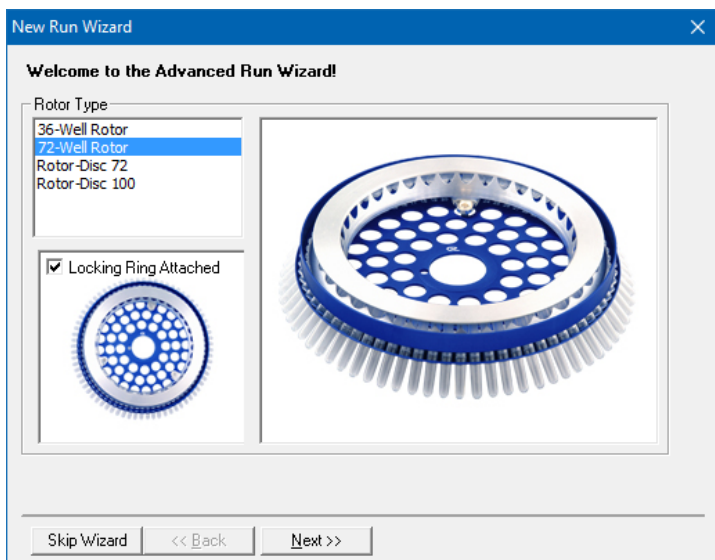 New Run Wizard
Welcome to the Advanced Run Wizard!
Rotor Type
36-Well Rotor
72-Well Rotor
Rotor-Disc 72
Rotor-Disc 100
Locking Ring Attached
Skip Wizard
<< Back
Next >>